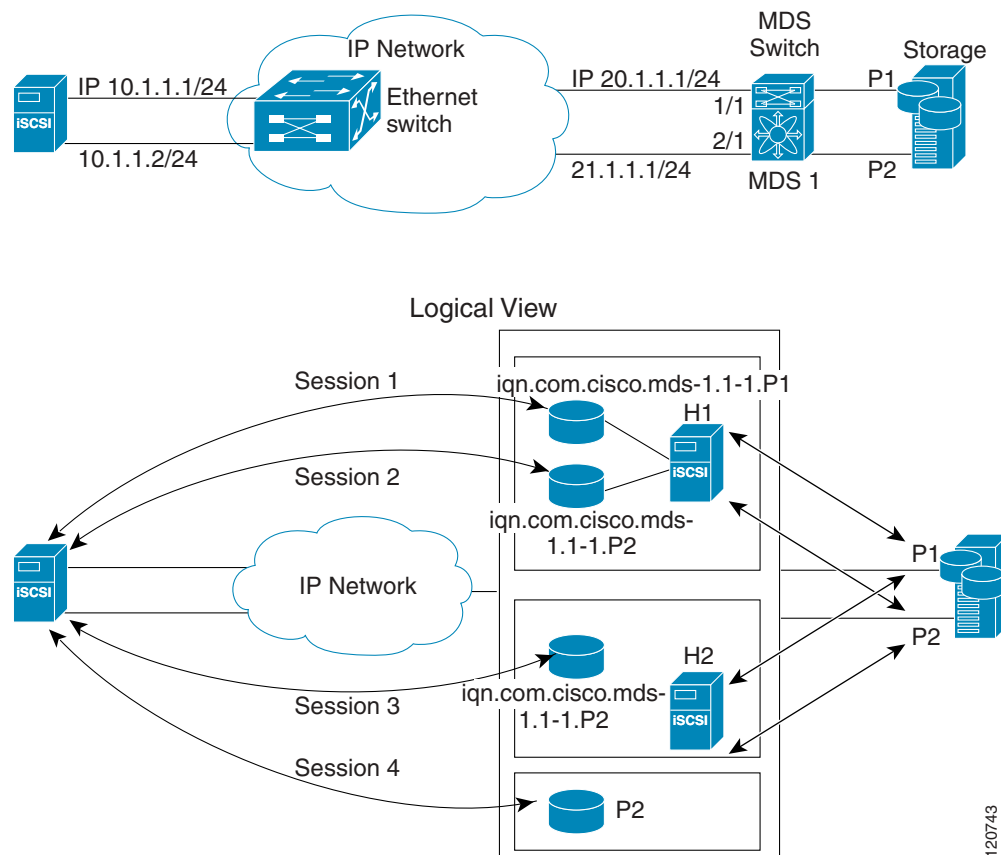 MDS
Switch
Storage
IP Network
IP 10.1.1.1/24
IP 20.1.1.1/24
P1
1/1
Ethernet
switch
iSCSI
2/1
10.1.1.2/24
21.1.1.1/24
MDS 1
P2
Logical View
Session 1
iqn.com.cisco.mds-1.1-1.P1
H1
iSCSI
Session 2
iqn.com.cisco.mds-
1.1-1.P2
P1
iSCSI
IP Network
P2
H2
iqn.com.cisco.mds-
1.1-1.P2
iSCSI
Session 3
Session 4
P2
120743